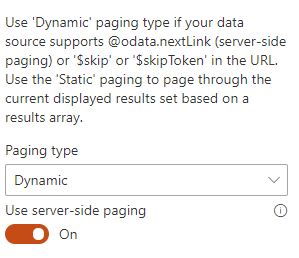 Use 'Dynamic' paging type if your data
source supports @odata.nextLink (server-side
paging) or '$skip' or '$skipToken' in the URL.
Use the 'Static' paging to page through the
current displayed results set based on a
results array.
Paging type
Dynamic
Use server-side paging
On